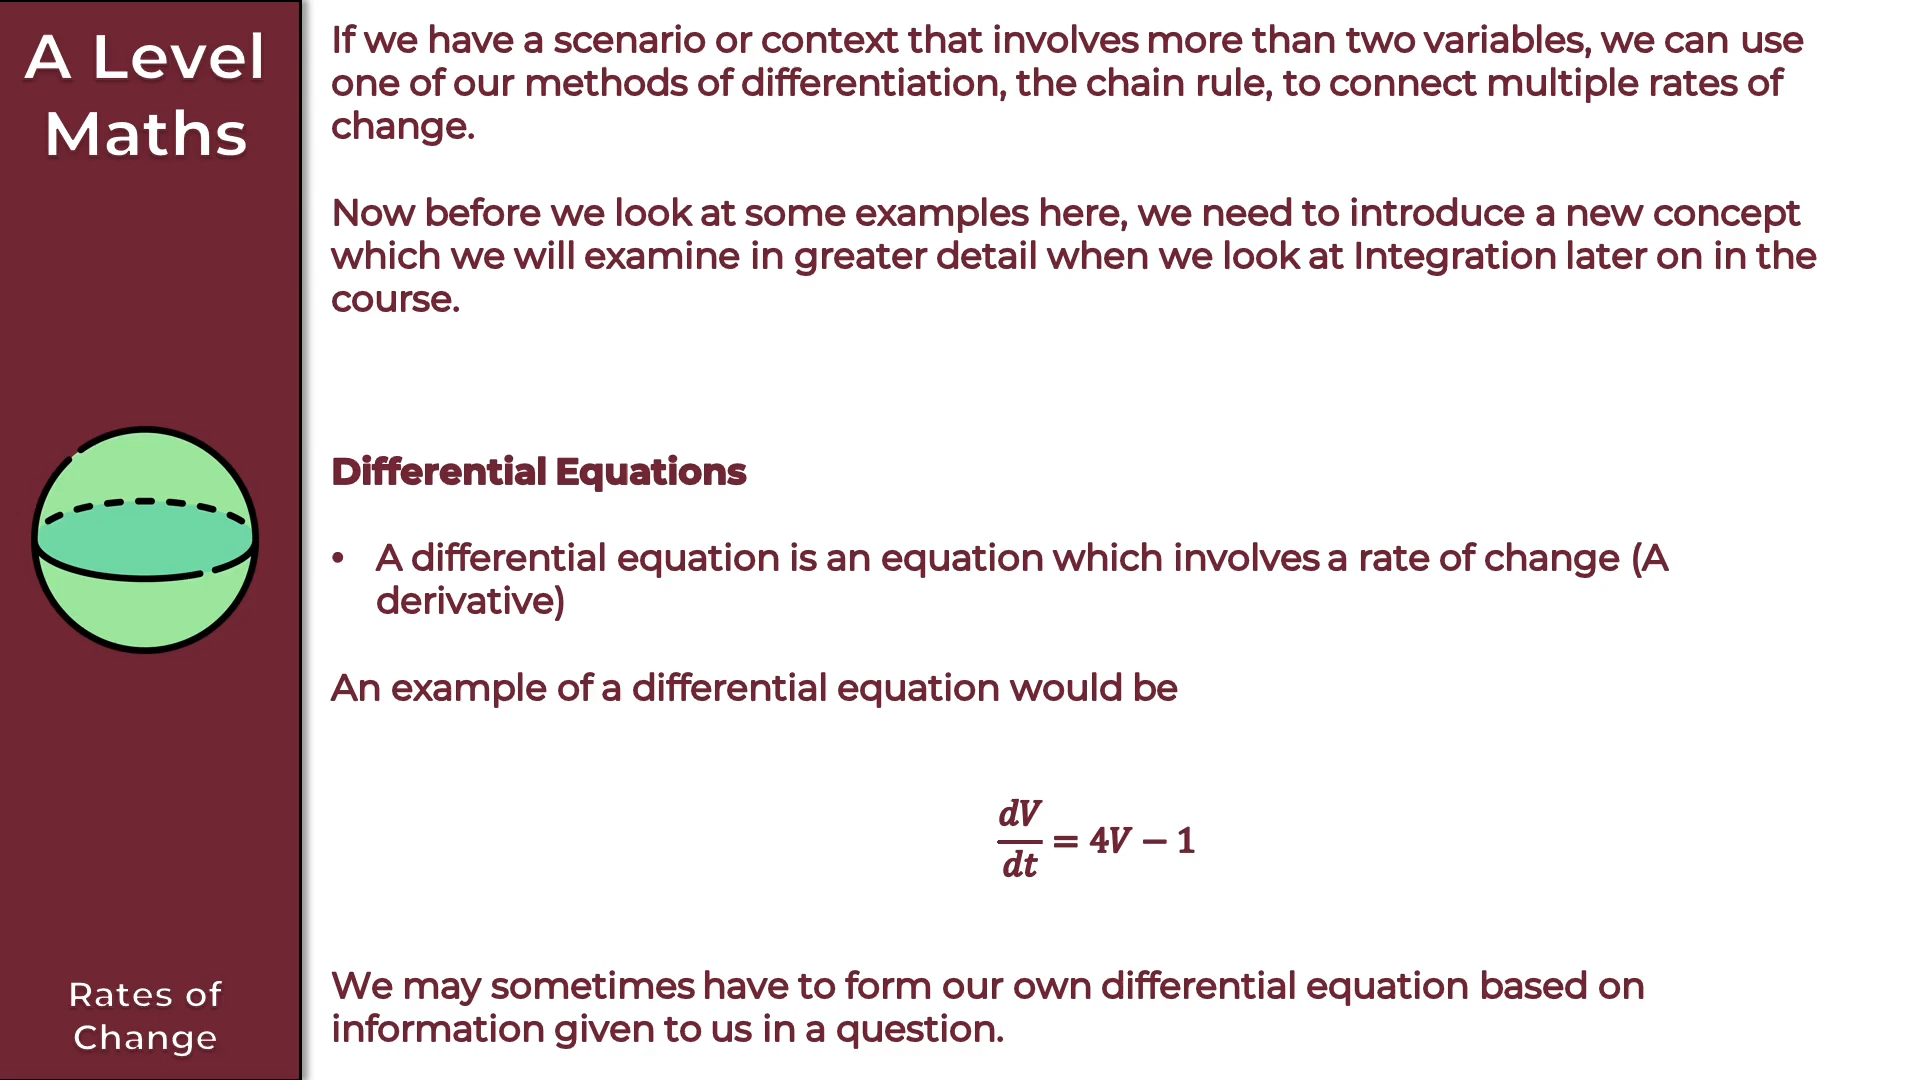 A Level
Maths
If we have a scenario or context that involves more than two variables, we can use
one of our methods of differentiation, the chain rule, to connect multiple rates of
change.
Now before we look at some examples here, we need to introduce a new concept
which we will examine in greater detail when we look at Integration later on in the
course.
Differential Equations
• A differential equation is an equation which involves a rate of change (A
derivative)
An example of a differential equation would be
dV/dt = 4V − 1
We may sometimes have to form our own differential equation based on
information given to us in a question.
Rates of
Change